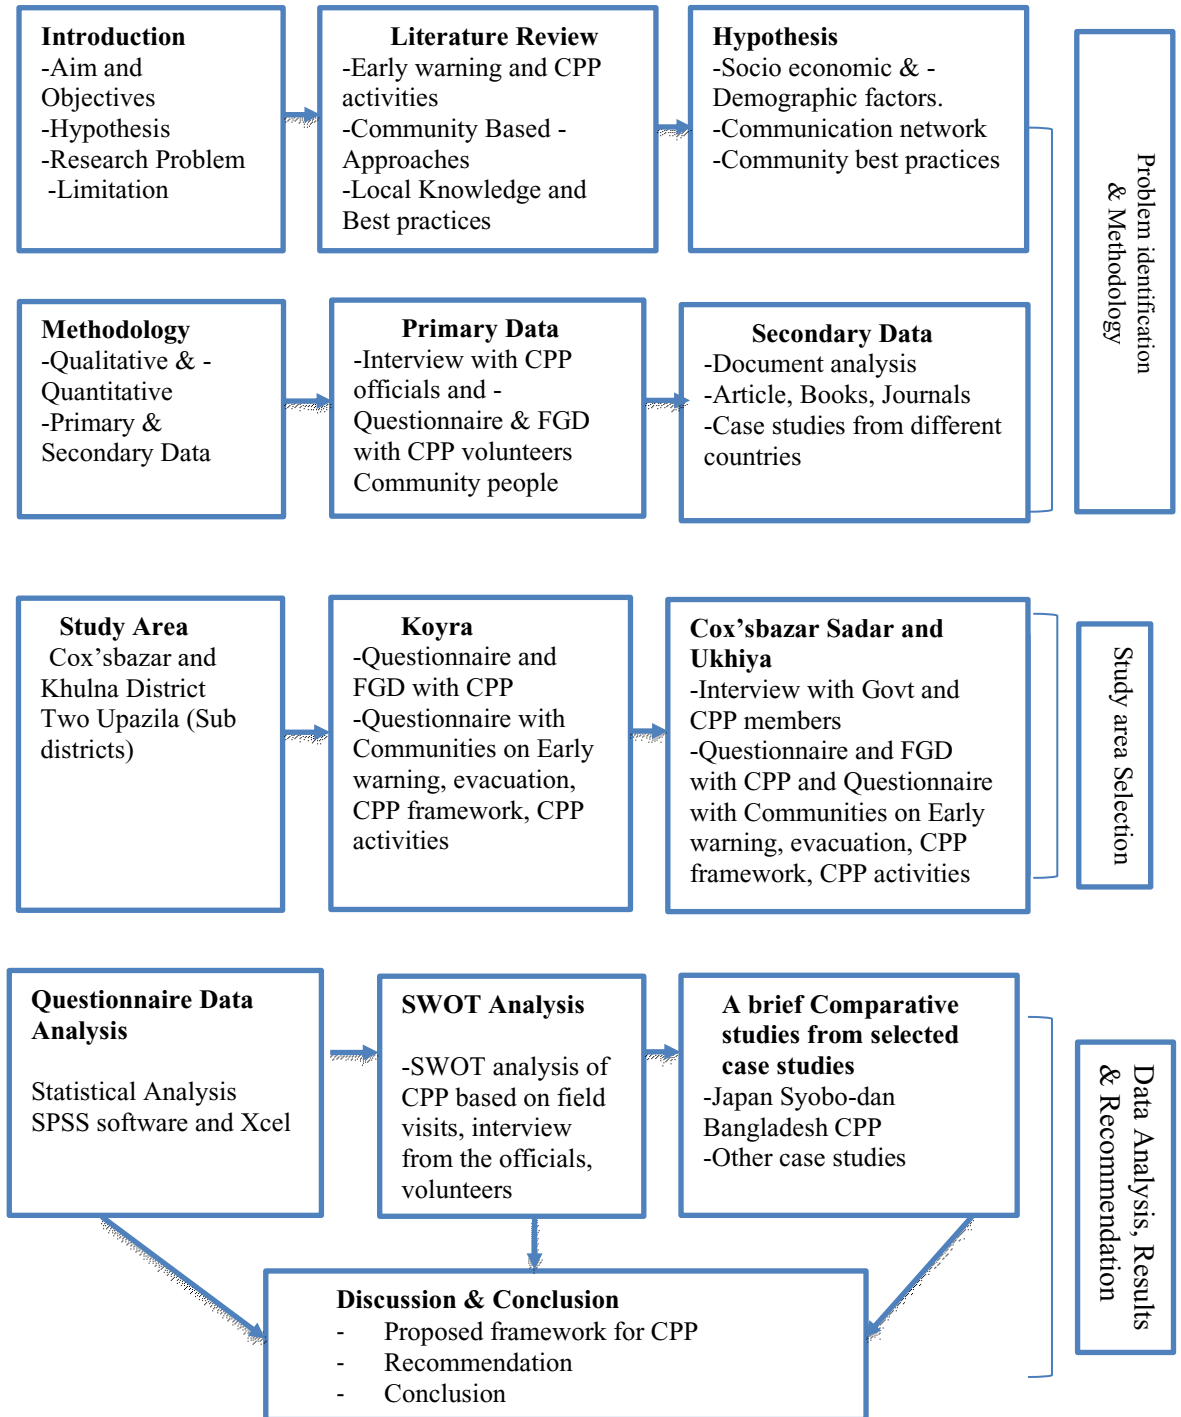 Introduction
-Aim and
Objectives
-Hypothesis
-Research Problem
-Limitation
Literature Review
-Early warning and CPP
activities
-Community Based -
Approaches
-Local Knowledge and
Best practices
Hypothesis
-Socio economic & -
Demographic factors.
-Communication network
-Community best practices
Problem identification
& Methodology
Methodology
-Qualitative & -
Quantitative
-Primary &
Secondary Data
Primary Data
-Interview with CPP
officials and -
Questionnaire & FGD
with CPP volunteers
Community people
Secondary Data
-Document analysis
-Article, Books, Journals
-Case studies from different
countries
Study Area
Cox'sbazar and
Khulna District
Two Upazila (Sub
districts)
Koyra
-Questionnaire and
FGD with CPP
-Questionnaire with
Communities on Early
warning, evacuation,
CPP framework, CPP
activities
Cox'sbazar Sadar and
Ukhiya
-Interview with Govt and
CPP members
-Questionnaire and FGD
with CPP and Questionnaire
with Communities on Early
warning, evacuation, CPP
framework, CPP activities
Study area Selection
Questionnaire Data
Analysis
Statistical Analysis
SPSS software and Xcel
SWOT Analysis
-SWOT analysis of
CPP based on field
visits, interview
from the officials,
volunteers
A brief Comparative
studies from selected
case studies
-Japan Syobo-dan
Bangladesh CPP
-Other case studies
Data Analysis, Results
& Recommendation
Discussion & Conclusion
- Proposed framework for CPP
- Recommendation
- Conclusion